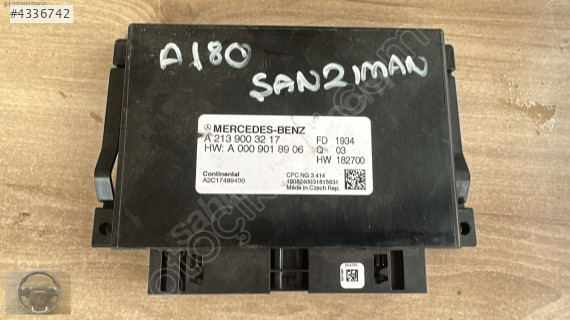 #4336742
A180
SANZIMAN
MERCEDES-BENZ
A 213 900 32 17
HW: A 000 901 89 06
FD 1934
Q 03
HW 182700
Continental
A2C17489400
CPC NG 3.414
Made in Czech.Rep.